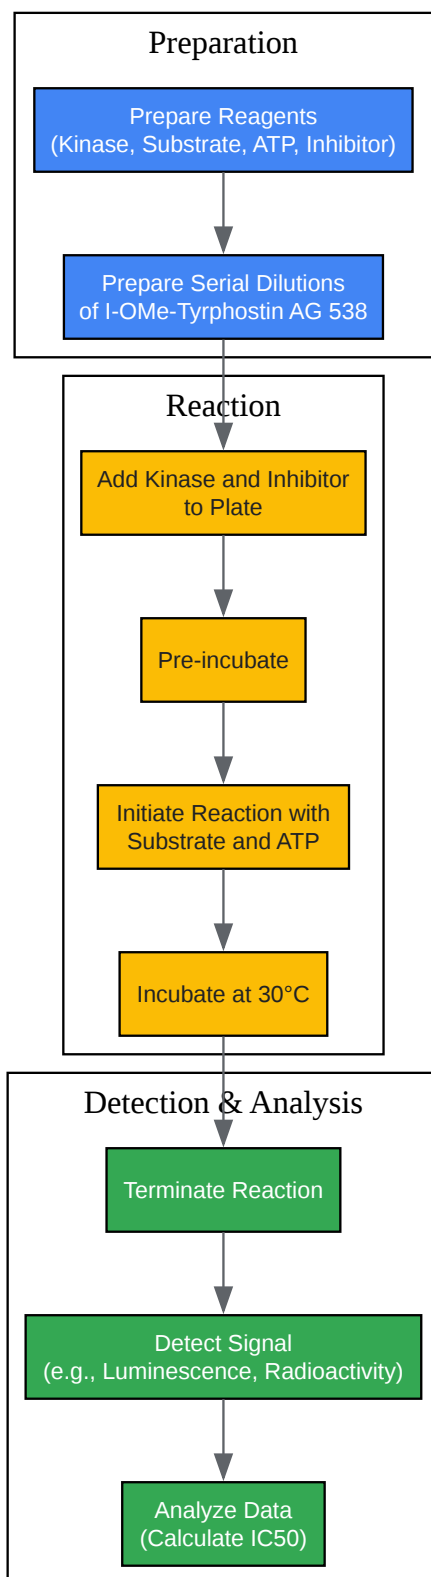 Preparation
Prepare Reagents
(Kinase, Substrate, ATP, Inhibitor)
Prepare Serial Dilutions
of I-OMe-Tyrphostin AG 538
Reaction
Add Kinase and Inhibitor
to Plate
Pre-incubate
Initiate Reaction with
Substrate and ATP
Incubate at 30°C
Detection & Analysis
Terminate Reaction
Detect Signal
(e.g., Luminescence, Radioactivity)
Analyze Data
(Calculate IC50)